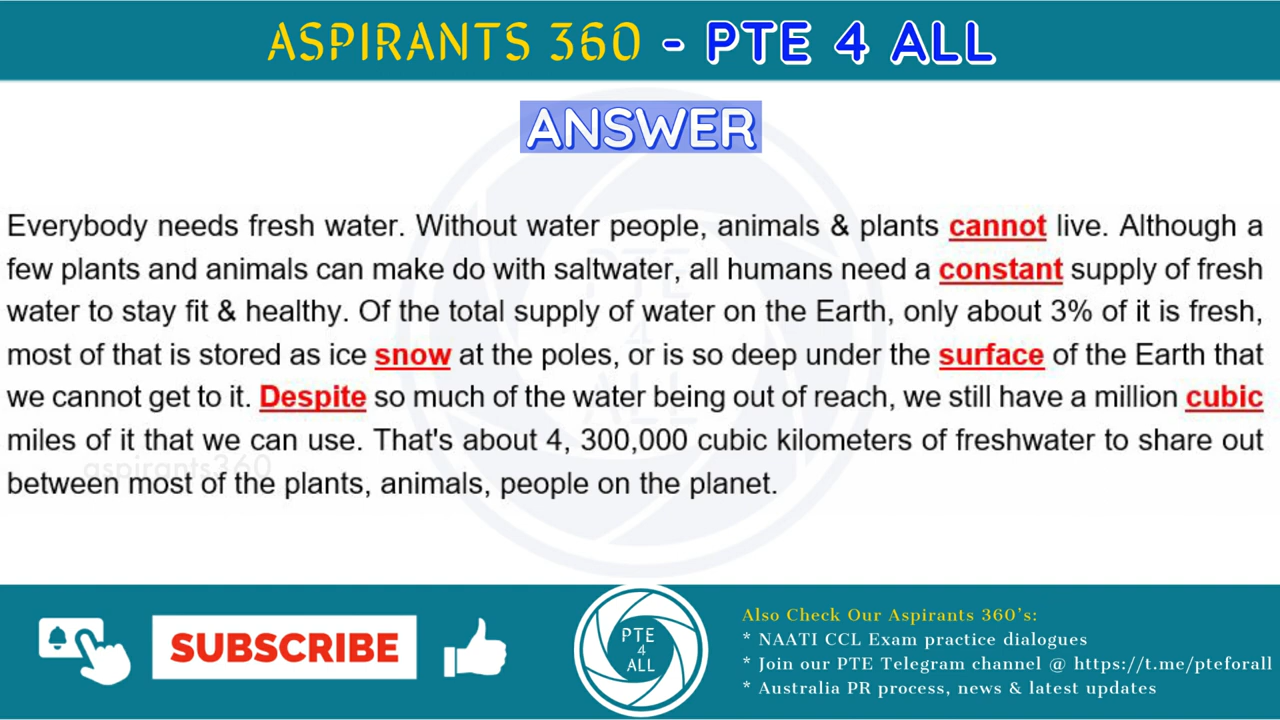 ASPIRANTS 360 - PTE 4 ALL
ANSWER
Everybody needs fresh water. Without water people, animals & plants cannot live. Although a
few plants and animals can make do with saltwater, all humans need a constant supply of fresh
water to stay fit & healthy. Of the total supply of water on the Earth, only about 3% of it is fresh,
most of that is stored as ice snow at the poles, or is so deep under the surface of the Earth that
we cannot get to it. Despite so much of the water being out of reach, we still have a million cubic
miles of it that we can use. That's about 4, 300,000 cubic kilometers of freshwater to share out
between most of the plants, animals, people on the planet.
aspirants360
PTE
4
ALL
SUBSCRIBE
PTE
4
ALL
Also Check Our Aspirants 360's:
* NAATI CCL Exam practice dialogues
* Join our PTE Telegram channel @ https://t.me/pteforall
* Australia PR process, news & latest updates